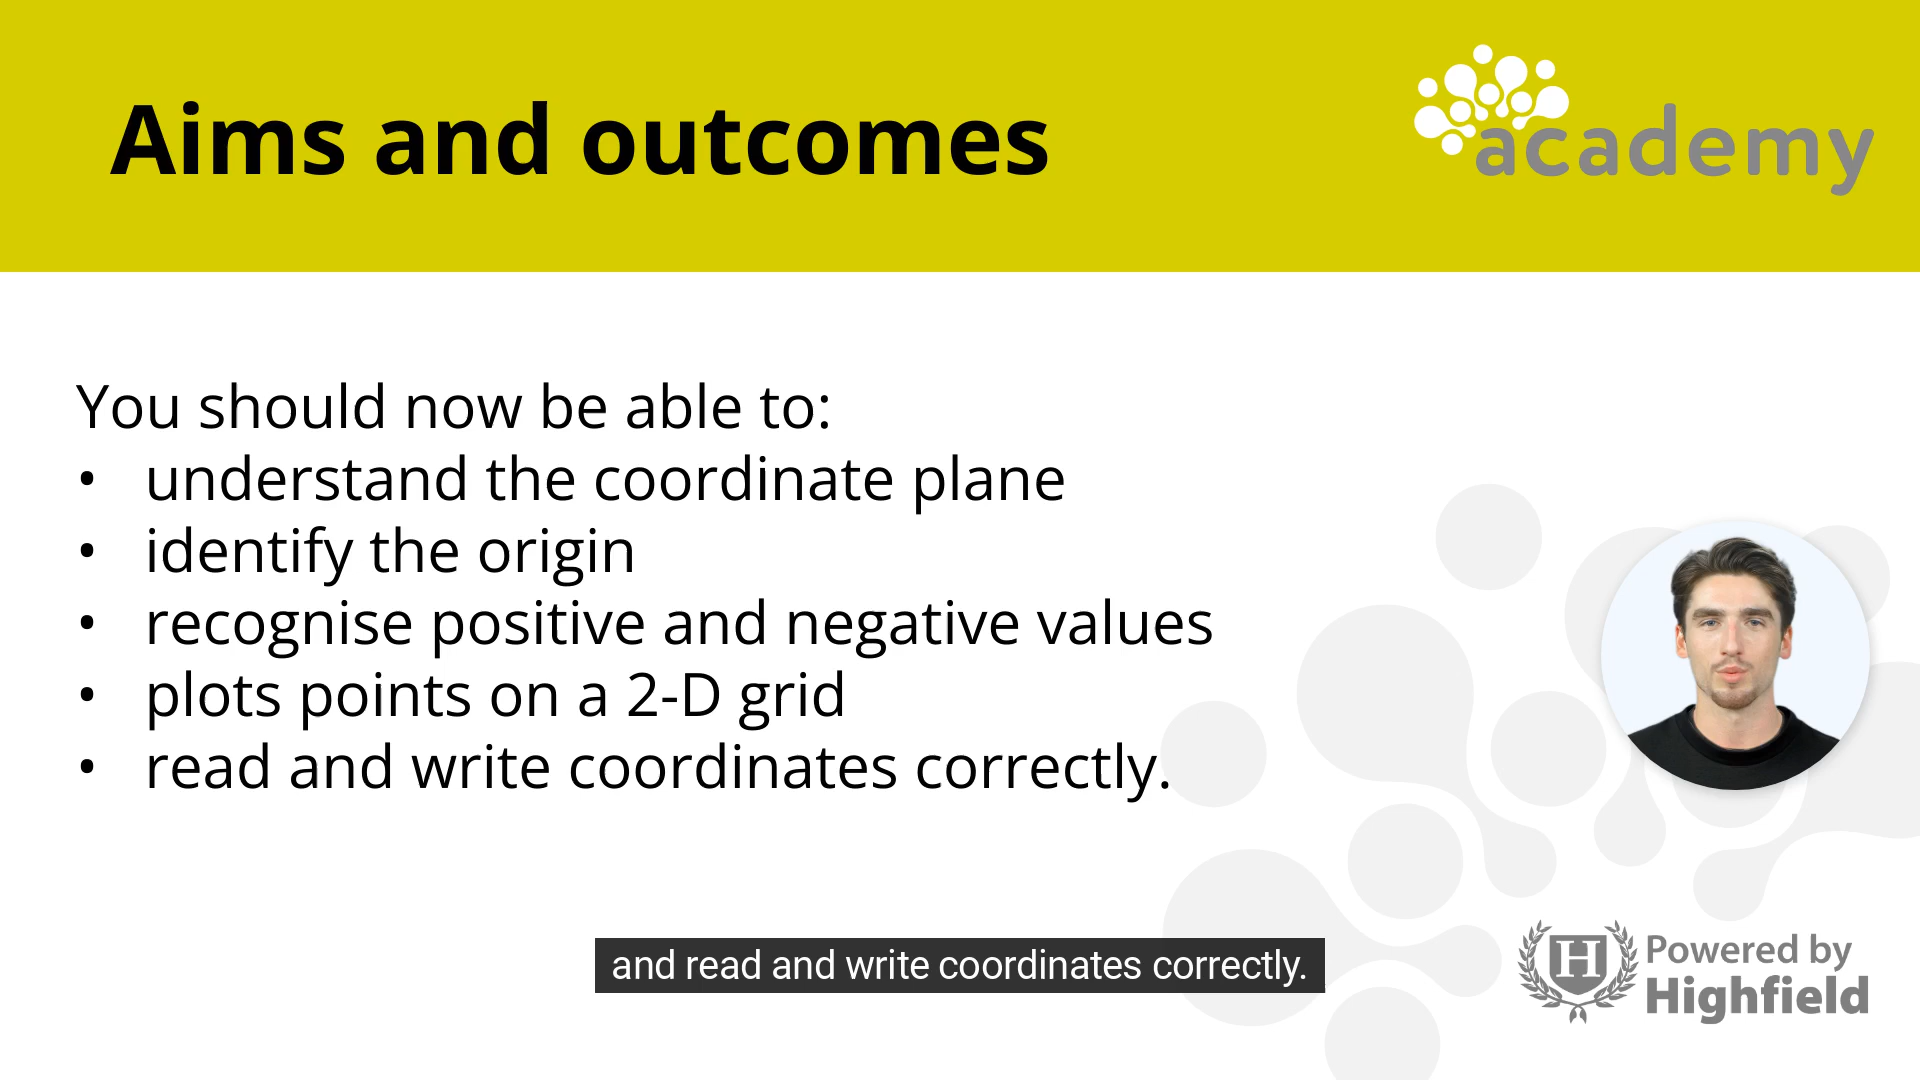 Aims and outcomes
academy
You should now be able to:
• understand the coordinate plane
• identify the origin
• recognise positive and negative values
• plots points on a 2-D grid
• read and write coordinates correctly.
and read and write coordinates correctly.
H
Powered by
Highfield